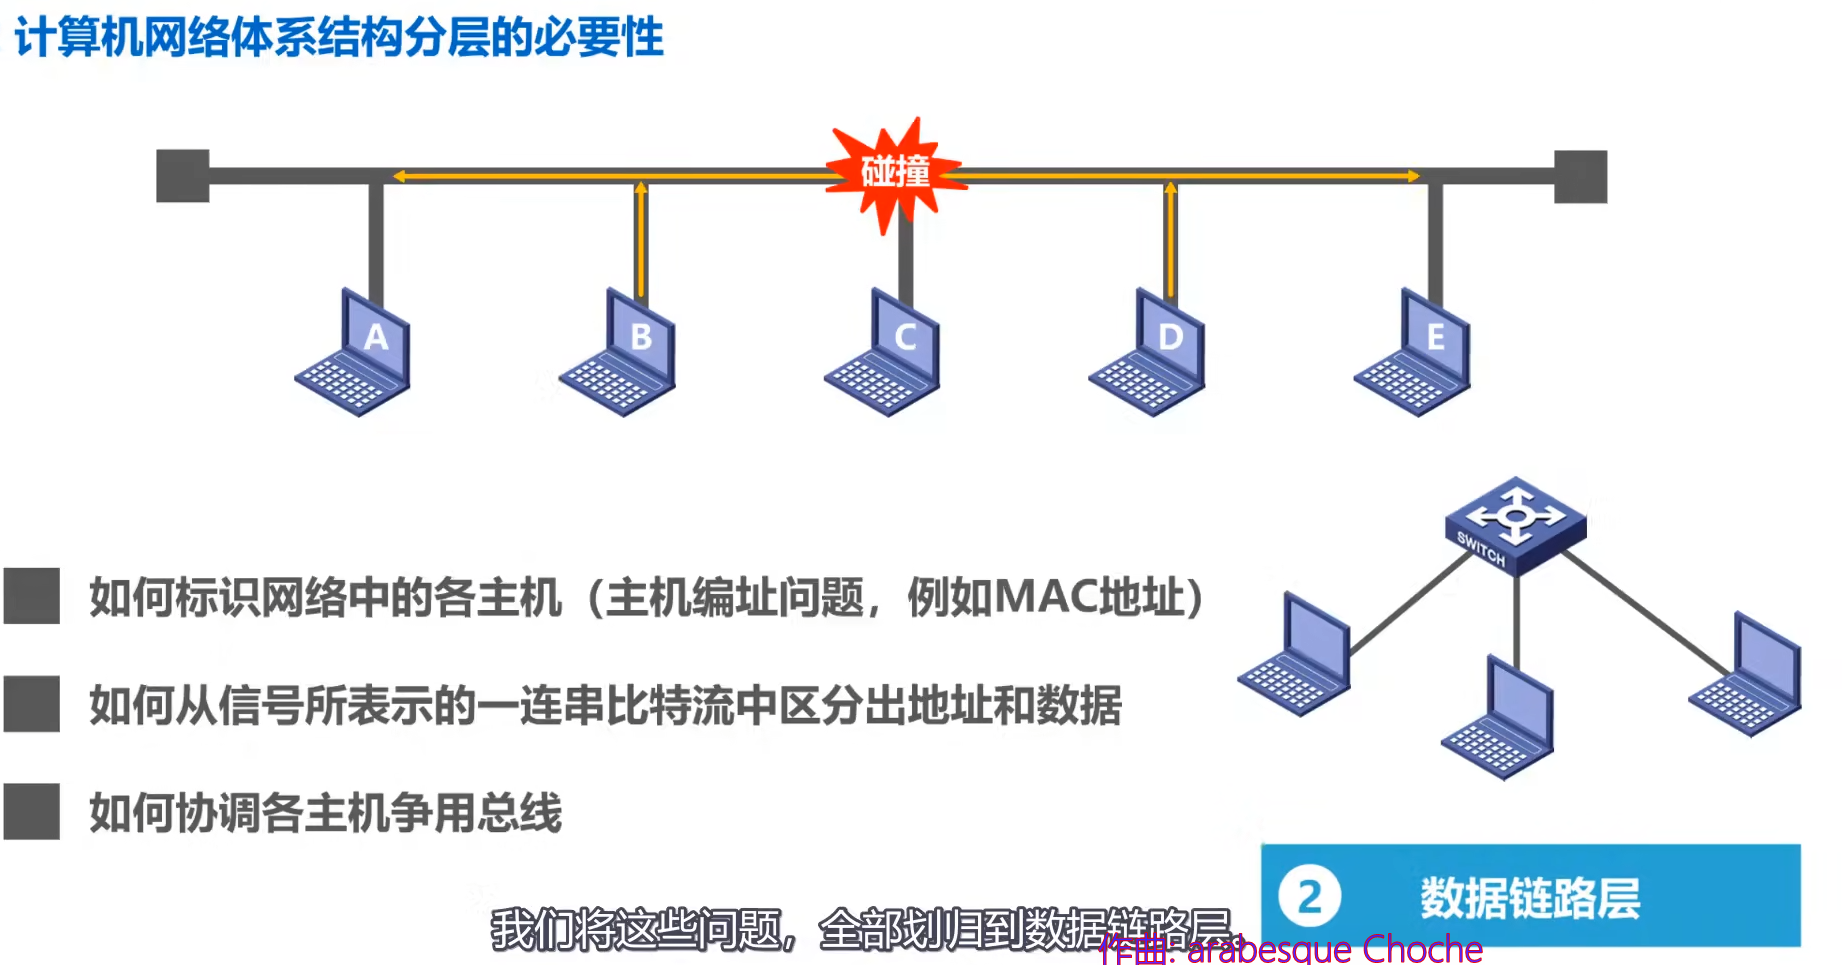 计算机网络体系结构分层的必要性
碰撞
A
B
C
D
E
SWITCH
如何标识网络中的各主机（主机编址问题，例如MAC地址）
如何从信号所表示的一连串比特流中区分出地址和数据
如何协调各主机争用总线
2 数据链路层
我们将这些问题，全部划归到数据链路层
作曲: arabesque Choche